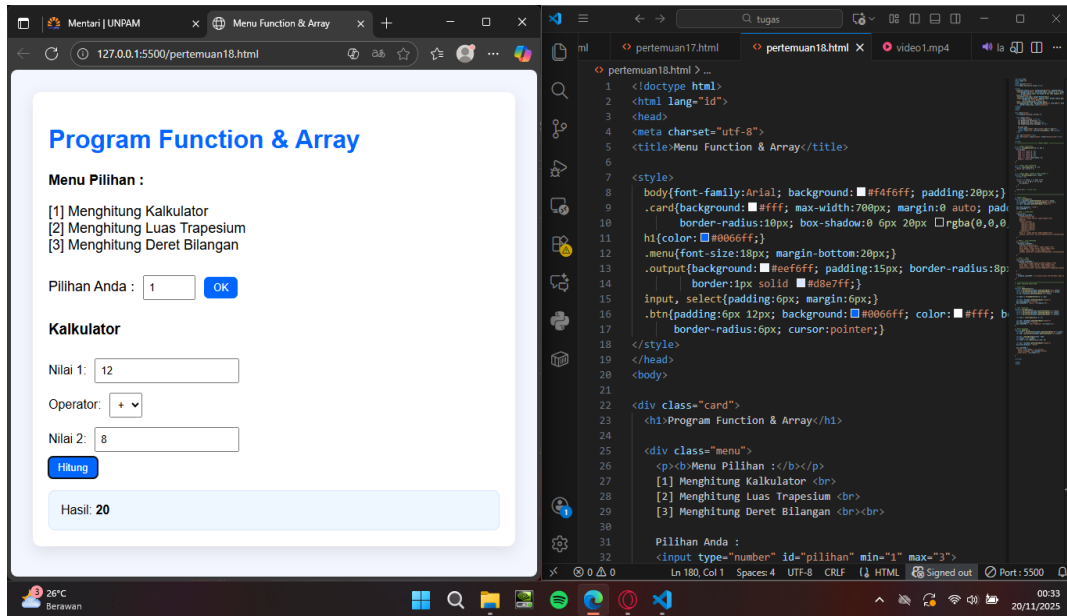 Mentari | UNPAM
Menu Function & Array
127.0.0.1:5500/pertemuan18.html
Program Function & Array
Menu Pilihan :
[1] Menghitung Kalkulator
[2] Menghitung Luas Trapesium
[3] Menghitung Deret Bilangan
Pilihan Anda : 1 OK
Kalkulator
Nilai 1: 12
Operator: +
Nilai 2: 8
Hitung
Hasil: 20
tugas
ml pertemuan17.html pertemuan18.html video1.mp4 la
pertemuan18.html > ...
1 <!doctype html>
2 <html lang="id">
3 <head>
4 <meta charset="utf-8">
5 <title>Menu Function & Array</title>
6
7 <style>
8 body{font-family:Arial; background:#f4f6ff; padding:20px;}
9 .card{background:#fff; max-width:700px; margin:0 auto; pad
10 border-radius:10px; box-shadow:0 6px 20px rgba(0,0,0,
11 h1{color:#0066ff;}
12 .menu{font-size:18px; margin-bottom:20px;}
13 .output{background:#eef6ff; padding:15px; border-radius:8p
14 border:1px solid #d8e7ff;}
15 input, select{padding:6px; margin:6px;}
16 .btn{padding:6px 12px; background:#0066ff; color:#fff; b
17 border-radius:6px; cursor:pointer;}
18 </style>
19 </head>
20 <body>
21
22 <div class="card">
23 <h1>Program Function & Array</h1>
24
25 <div class="menu">
26 <p><b>Menu Pilihan :</b></p>
27 [1] Menghitung Kalkulator <br>
28 [2] Menghitung Luas Trapesium <br>
29 [3] Menghitung Deret Bilangan <br><br>
30
31 Pilihan Anda :
32 <input type="number" id="pilihan" min="1" max="3">
0 0 Ln 180, Col 1 Spaces: 4 UTF-8 CRLF HTML Signed out Port : 5500
3 26°C
Berawan
00:33
20/11/2025